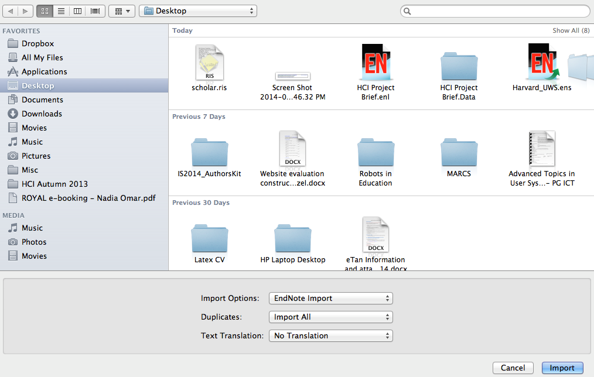 Desktop
FAVORITES
Dropbox
All My Files
Applications
Desktop
Documents
Downloads
Movies
Music
Pictures
Misc
HCI Autumn 2013
ROYAL e-booking - Nadia Omar.pdf
MEDIA
Music
Photos
Movies
Today
Show All (8)
RIS
scholar.ris
Screen Shot
2014-0...46.32 PM
EN
HCI Project
Brief.enl
HCI Project
Brief.Data
EN
Harvard_UWS.ens
Previous 7 Days
IS2014_AuthorsKit
DOCX
Website evaluation
construc...zel.docx
Robots in
Education
MARCS
Advanced Topics in
User Sy...- PG ICT
Previous 30 Days
Latex CV
HP Laptop Desktop
DOCX
eTan Information
and atta...14.docx
Import Options:
EndNote Import
Duplicates:
Import All
Text Translation:
No Translation
Cancel
Import